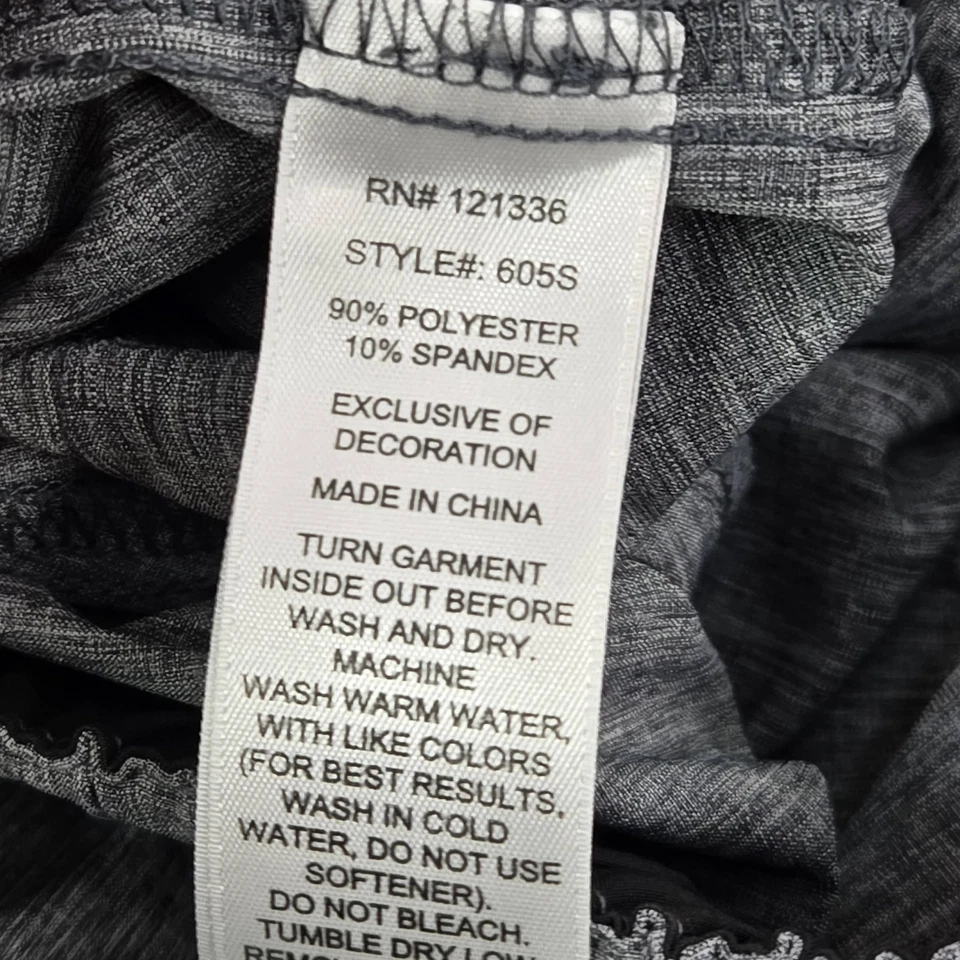 RN# 121336
STYLE#: 605S
90% POLYESTER
10% SPANDEX
EXCLUSIVE OF
DECORATION
MADE IN CHINA
TURN GARMENT
INSIDE OUT BEFORE
WASH AND DRY.
MACHINE
WASH WARM WATER,
WITH LIKE COLORS
(FOR BEST RESULTS,
WASH IN COLD
WATER, DO NOT USE
SOFTENER).
DO NOT BLEACH.
TUMBLE DRY LOW